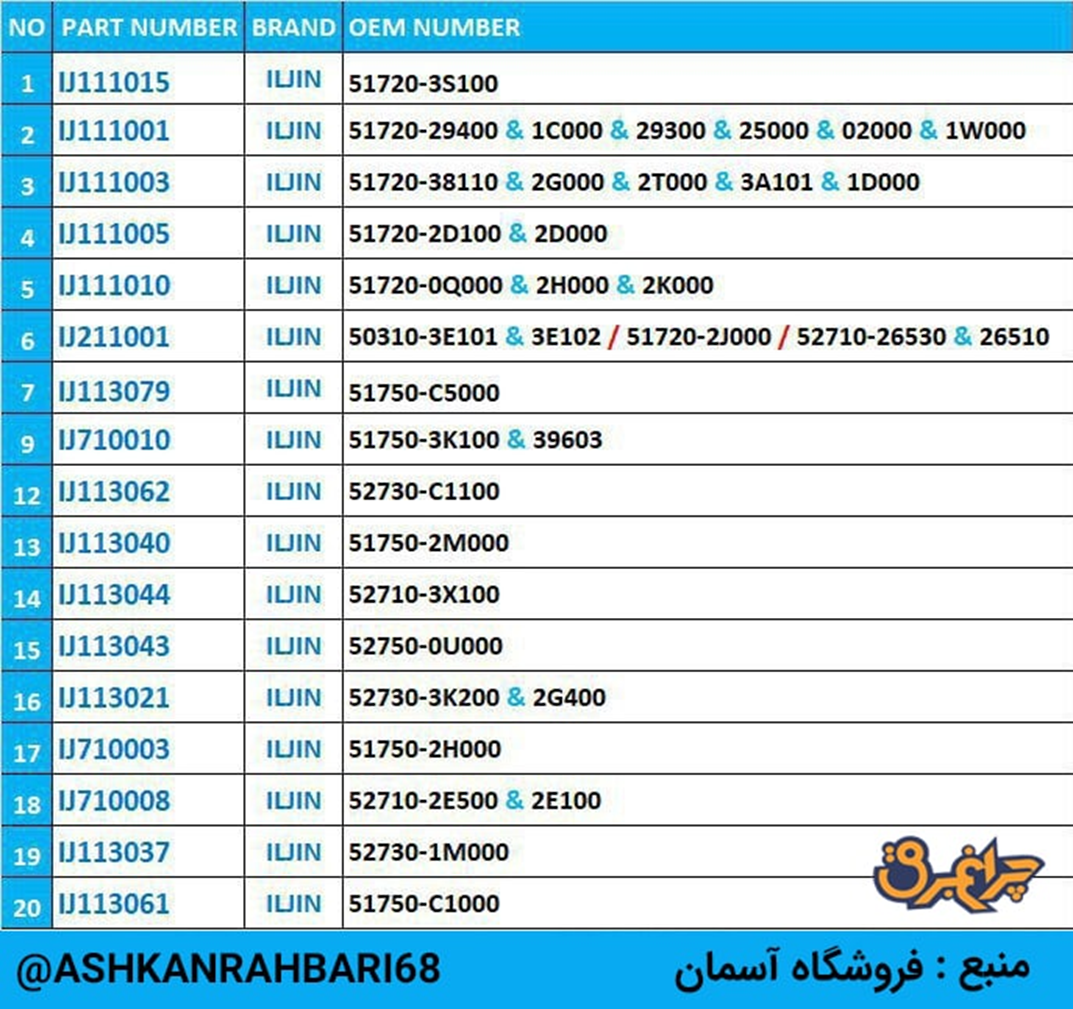 NO PART NUMBER BRAND OEM NUMBER
1 IJ111015 ILJIN 51720-3S100
2 IJ111001 ILJIN 51720-29400 & 1C000 & 29300 & 25000 & 02000 & 1W000
3 IJ111003 ILJIN 51720-38110 & 2G000 & 2T000 & 3A101 & 1D000
4 IJ111005 ILJIN 51720-2D100 & 2D000
5 IJ111010 ILJIN 51720-0Q000 & 2H000 & 2K000
6 IJ211001 ILJIN 50310-3E101 & 3E102 / 51720-2J000 / 52710-26530 & 26510
7 IJ113079 ILJIN 51750-C5000
9 IJ710010 ILJIN 51750-3K100 & 39603
12 IJ113062 ILJIN 52730-C1100
13 IJ113040 ILJIN 51750-2M000
14 IJ113044 ILJIN 52710-3X100
15 IJ113043 ILJIN 52750-0U000
16 IJ113021 ILJIN 52730-3K200 & 2G400
17 IJ710003 ILJIN 51750-2H000
18 IJ710008 ILJIN 52710-2E500 & 2E100
19 IJ113037 ILJIN 52730-1M000
20 IJ113061 ILJIN 51750-C1000
چراغ برق
منبع : فروشگاه آسمان
@ASHKANRAHBARI68